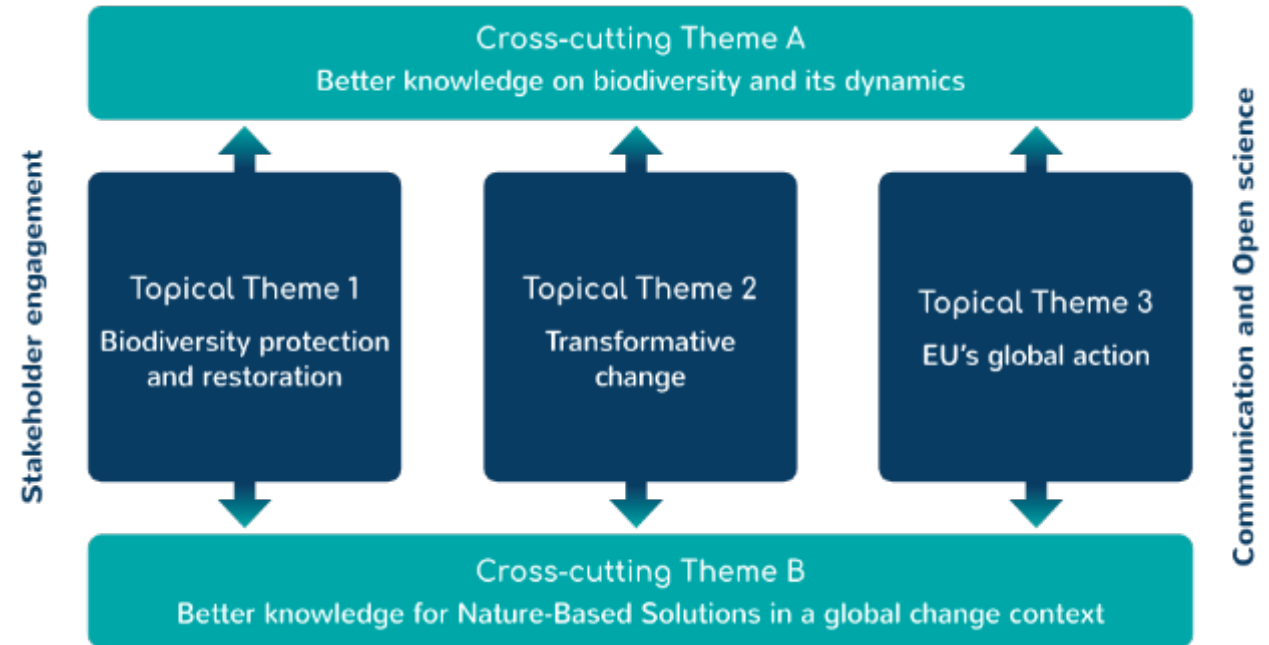 Cross-cutting Theme A
Better knowledge on biodiversity and its dynamics
Stakeholder engagement
Topical Theme 1
Biodiversity protection
and restoration
Topical Theme 2
Transformative
change
Topical Theme 3
EU's global action
Communication and Open science
Cross-cutting Theme B
Better knowledge for Nature-Based Solutions in a global change context